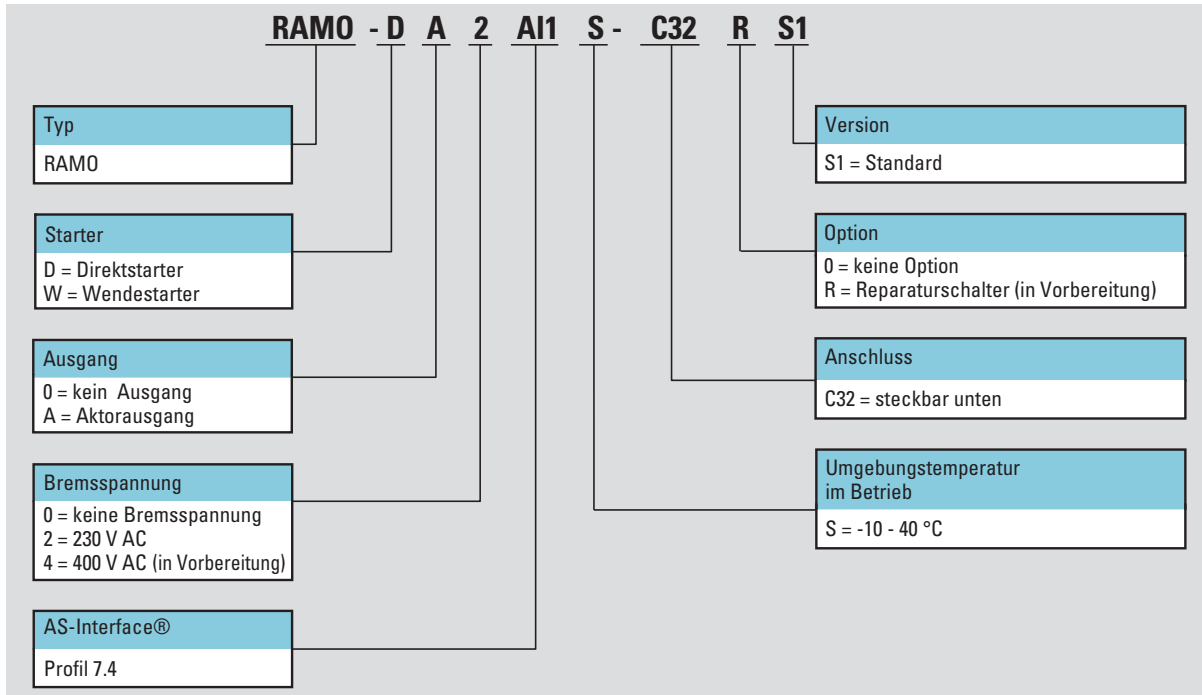 RAMO - D A 2 AI1 S - C32 R S1
Typ
RAMO
Starter
D = Direktstarter
W = Wendestarter
Ausgang
0 = kein Ausgang
A = Aktorausgang
Bremsspannung
0 = keine Bremsspannung
2 = 230 V AC
4 = 400 V AC (in Vorbereitung)
AS-Interface®
Profil 7.4
Version
S1 = Standard
Option
0 = keine Option
R = Reparaturschalter (in Vorbereitung)
Anschluss
C32 = steckbar unten
Umgebungstemperatur
im Betrieb
S = -10 - 40 °C